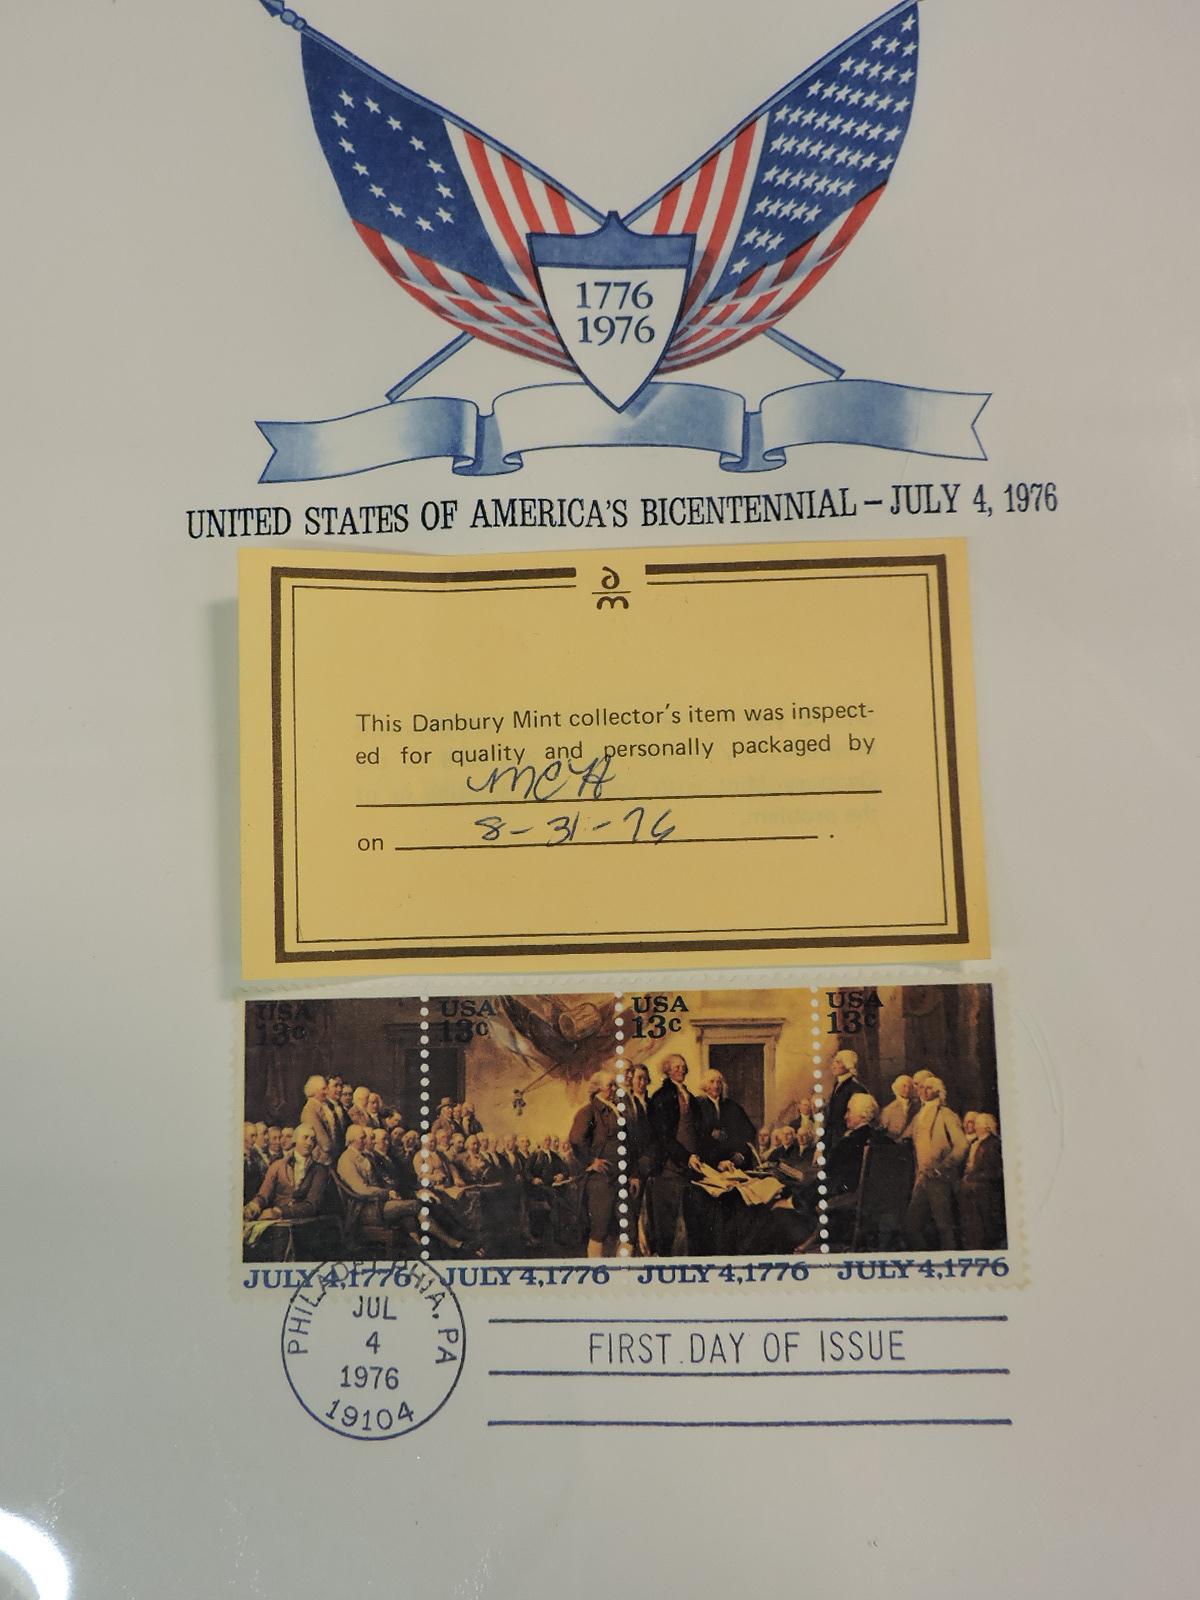 1776
1976
UNITED STATES OF AMERICA'S BICENTENNIAL – JULY 4, 1976
This Danbury Mint collector's item was inspect-
ed for quality and personally packaged by
MCH
on 8-31-76 .
USA 13c USA 13c USA 13c USA 13c
JULY 4,1776 JULY 4,1776 JULY 4,1776 JULY 4,1776
PHILADELPHIA, PA
JUL
4
1976
19104
FIRST DAY OF ISSUE